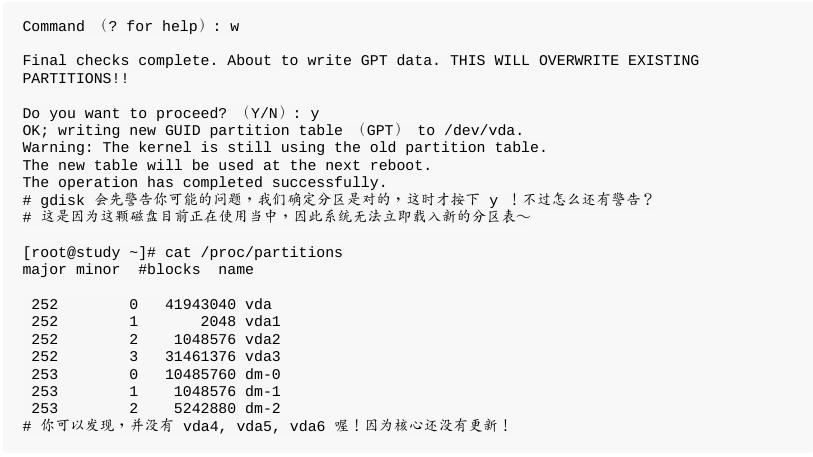 Command （? for help）: w
Final checks complete. About to write GPT data. THIS WILL OVERWRITE EXISTING
PARTITIONS!!
Do you want to proceed? （Y/N）: y
OK; writing new GUID partition table （GPT） to /dev/vda.
Warning: The kernel is still using the old partition table.
The new table will be used at the next reboot.
The operation has completed successfully.
# gdisk 会先警告你可能的问题，我们确定分区是对的，这时才按下 y ！不过怎么还有警告？
# 这是因为这颗磁盘目前正在使用当中，因此系统无法立即载入新的分区表～
[root@study ~]# cat /proc/partitions
major minor  #blocks  name
252        0   41943040 vda
252        1       2048 vda1
252        2    1048576 vda2
252        3   31461376 vda3
253        0   10485760 dm-0
253        1    1048576 dm-1
253        2    5242880 dm-2
# 你可以发现，并没有 vda4, vda5, vda6 喔！因为核心还没有更新！